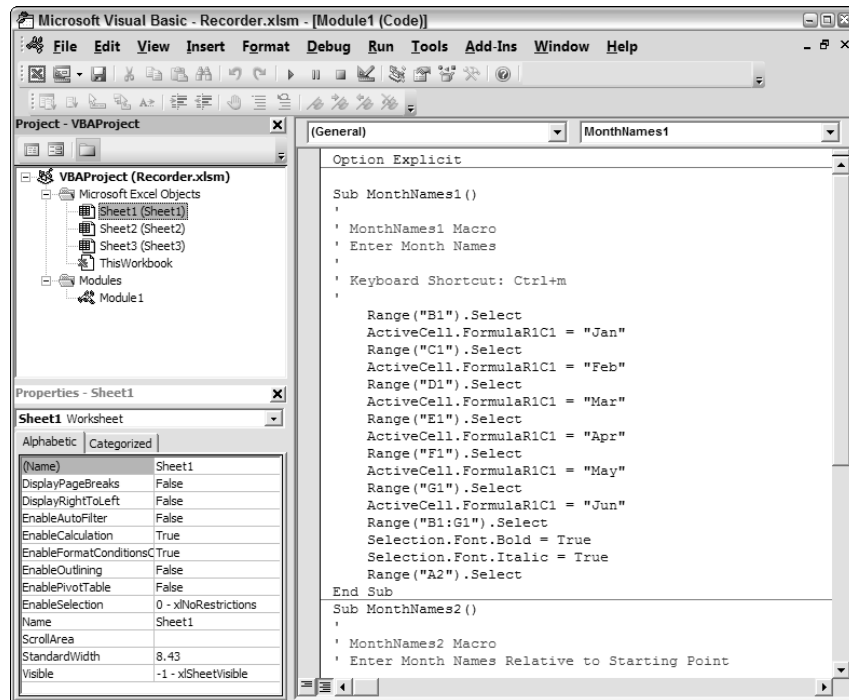 Microsoft Visual Basic - Recorder.xlsm - [Module1 (Code)]
File Edit View Insert Format Debug Run Tools Add-Ins Window Help
Project - VBAProject
VBAProject (Recorder.xlsm)
Microsoft Excel Objects
Sheet1 (Sheet1)
Sheet2 (Sheet2)
Sheet3 (Sheet3)
ThisWorkbook
Modules
Module1
Properties - Sheet1
Sheet1 Worksheet
Alphabetic Categorized
(Name) Sheet1
DisplayPageBreaks False
DisplayRightToLeft False
EnableAutoFilter False
EnableCalculation True
EnableFormatConditionsC True
EnableOutlining False
EnablePivotTable False
EnableSelection 0 - xlNoRestrictions
Name Sheet1
ScrollArea
StandardWidth 8.43
Visible -1 - xlSheetVisible
(General) MonthNames1
Option Explicit
Sub MonthNames1()
'
' MonthNames1 Macro
' Enter Month Names
'
' Keyboard Shortcut: Ctrl+m
'
Range("B1").Select
ActiveCell.FormulaR1C1 = "Jan"
Range("C1").Select
ActiveCell.FormulaR1C1 = "Feb"
Range("D1").Select
ActiveCell.FormulaR1C1 = "Mar"
Range("E1").Select
ActiveCell.FormulaR1C1 = "Apr"
Range("F1").Select
ActiveCell.FormulaR1C1 = "May"
Range("G1").Select
ActiveCell.FormulaR1C1 = "Jun"
Range("B1:G1").Select
Selection.Font.Bold = True
Selection.Font.Italic = True
Range("A2").Select
End Sub
Sub MonthNames2()
'
' MonthNames2 Macro
' Enter Month Names Relative to Starting Point